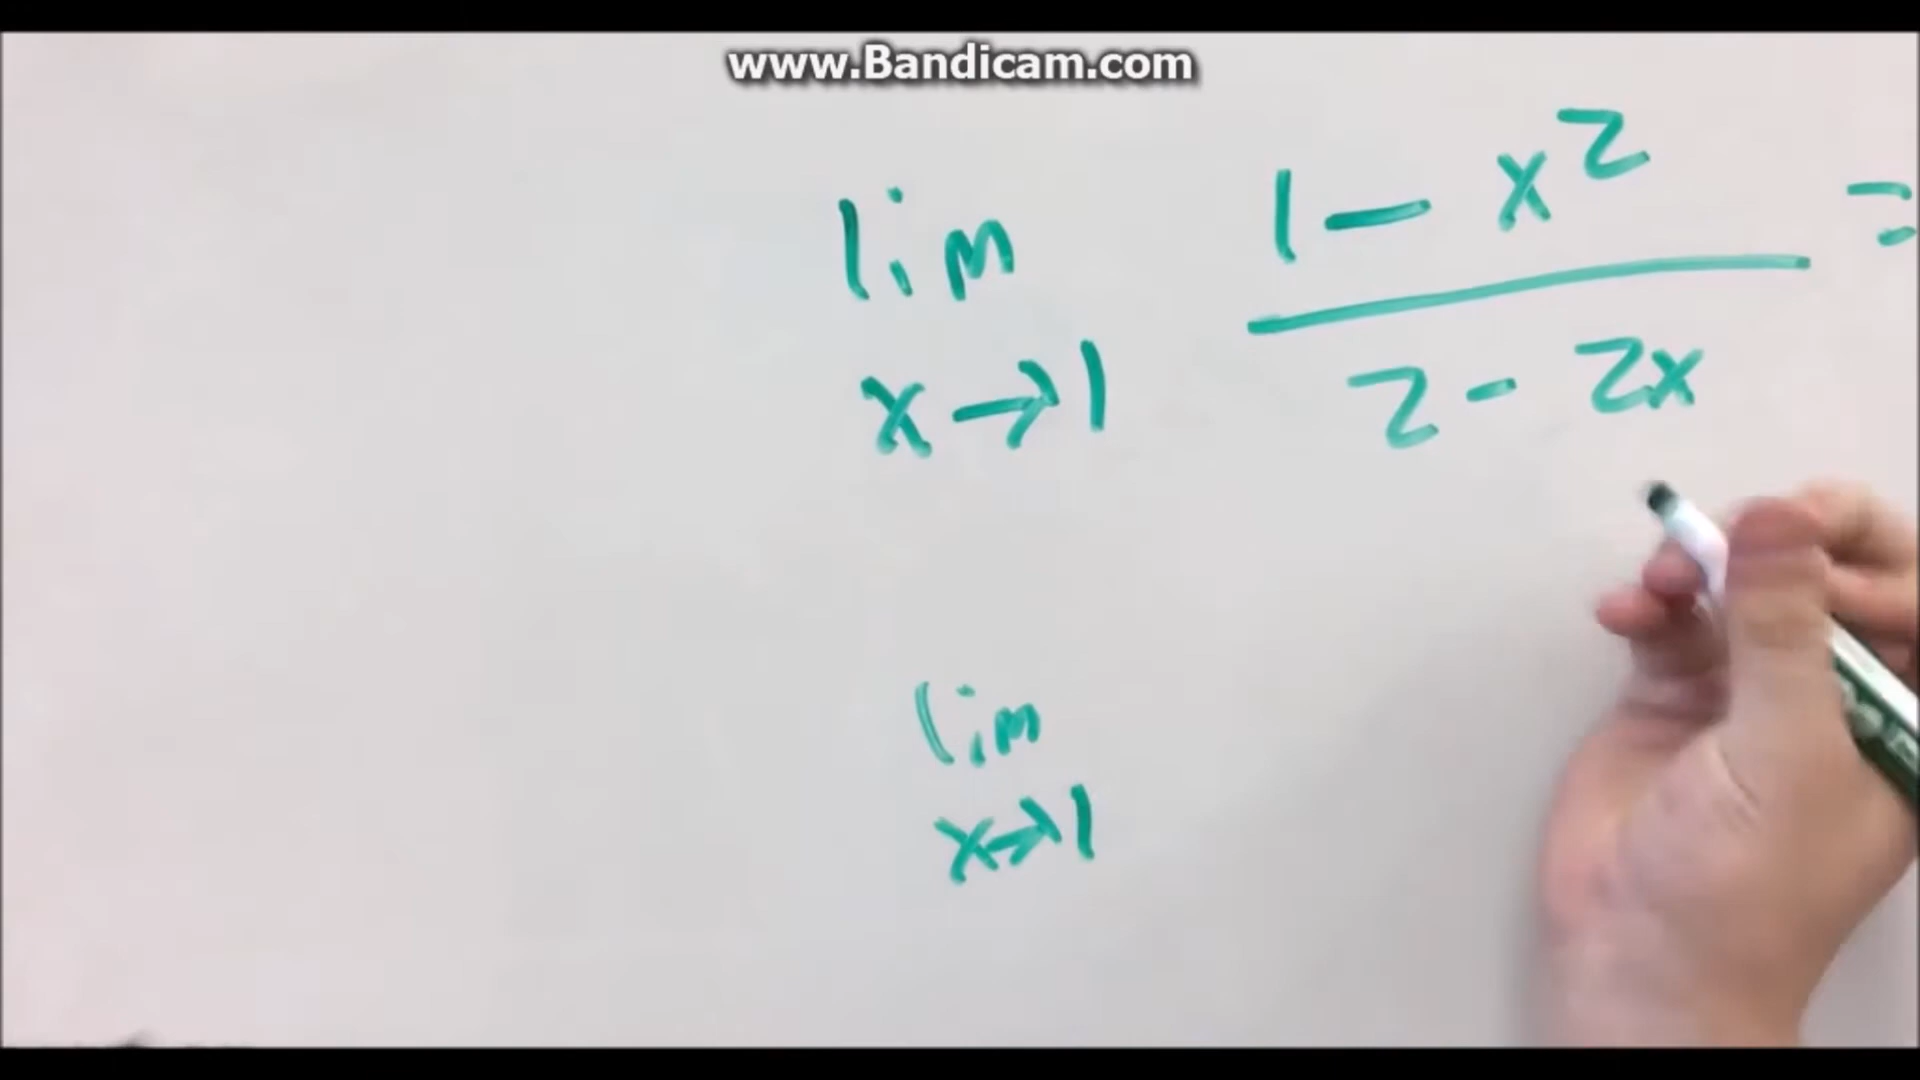 www.Bandicam.com
lim 1 - x² =
x→1 2 - 2x
lim
x→1